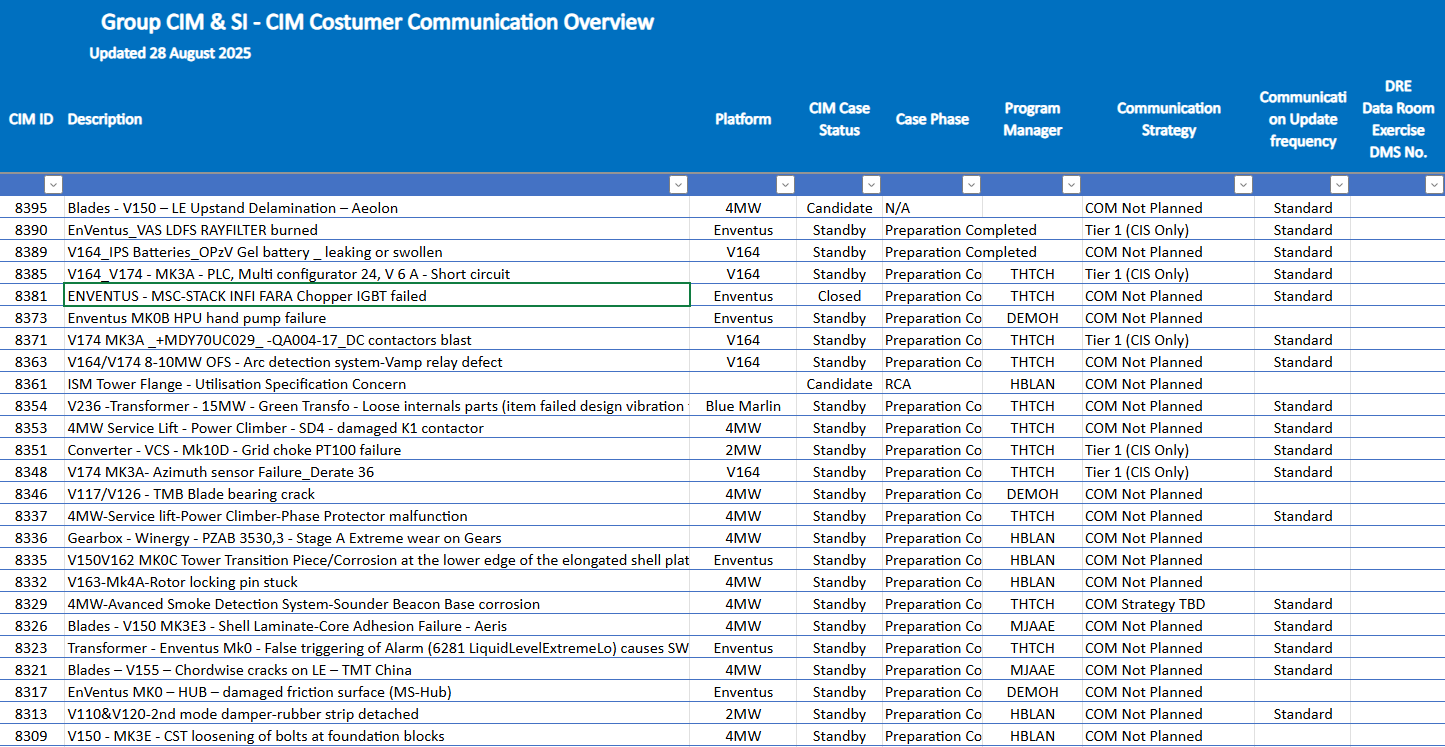 Group CIM & SI - CIM Costumer Communication Overview
Updated 28 August 2025
CIM ID Description Platform CIM Case Status Case Phase Program Manager Communication Strategy Communicati on Update frequency DRE Data Room Exercise DMS No.
8395 Blades - V150 – LE Upstand Delamination – Aeolon 4MW Candidate N/A COM Not Planned Standard
8390 EnVentus_VAS LDFS RAYFILTER burned Enventus Standby Preparation Completed Tier 1 (CIS Only) Standard
8389 V164_IPS Batteries_OPzV Gel battery _ leaking or swollen V164 Standby Preparation Completed COM Not Planned Standard
8385 V164_V174 - MK3A - PLC, Multi configurator 24, V 6 A - Short circuit V164 Standby Preparation Co THTCH Tier 1 (CIS Only) Standard
8381 ENVENTUS - MSC-STACK INFI FARA Chopper IGBT failed Enventus Closed Preparation Co THTCH COM Not Planned Standard
8373 Enventus MK0B HPU hand pump failure Enventus Standby Preparation Co DEMOH COM Not Planned
8371 V174 MK3A _+MDY70UC029_ -QA004-17_DC contactors blast V164 Standby Preparation Co THTCH Tier 1 (CIS Only) Standard
8363 V164/V174 8-10MW OFS - Arc detection system-Vamp relay defect V164 Standby Preparation Co THTCH COM Not Planned Standard
8361 ISM Tower Flange - Utilisation Specification Concern Candidate RCA HBLAN COM Not Planned
8354 V236 -Transformer - 15MW - Green Transfo - Loose internals parts (item failed design vibration Blue Marlin Standby Preparation Co THTCH COM Not Planned Standard
8353 4MW Service Lift - Power Climber - SD4 - damaged K1 contactor 4MW Standby Preparation Co THTCH COM Not Planned Standard
8351 Converter - VCS - Mk10D - Grid choke PT100 failure 2MW Standby Preparation Co THTCH Tier 1 (CIS Only) Standard
8348 V174 MK3A- Azimuth sensor Failure_Derate 36 V164 Standby Preparation Co THTCH Tier 1 (CIS Only) Standard
8346 V117/V126 - TMB Blade bearing crack 4MW Standby Preparation Co DEMOH COM Not Planned
8337 4MW-Service lift-Power Climber-Phase Protector malfunction 4MW Standby Preparation Co THTCH COM Not Planned Standard
8336 Gearbox - Winergy - PZAB 3530,3 - Stage A Extreme wear on Gears 4MW Standby Preparation Co HBLAN COM Not Planned
8335 V150V162 MK0C Tower Transition Piece/Corrosion at the lower edge of the elongated shell plat Enventus Standby Preparation Co HBLAN COM Not Planned
8332 V163-Mk4A-Rotor locking pin stuck 4MW Standby Preparation Co HBLAN COM Not Planned
8329 4MW-Avanced Smoke Detection System-Sounder Beacon Base corrosion 4MW Standby Preparation Co THTCH COM Strategy TBD Standard
8326 Blades - V150 MK3E3 - Shell Laminate-Core Adhesion Failure - Aeris 4MW Standby Preparation Co MJAAE COM Not Planned Standard
8323 Transformer - Enventus Mk0 - False triggering of Alarm (6281 LiquidLevelExtremeLo) causes SW Enventus Standby Preparation Co THTCH COM Not Planned Standard
8321 Blades – V155 – Chordwise cracks on LE – TMT China 4MW Standby Preparation Co MJAAE COM Not Planned Standard
8317 EnVentus MK0 – HUB – damaged friction surface (MS-Hub) Enventus Standby Preparation Co DEMOH COM Not Planned
8313 V110&V120-2nd mode damper-rubber strip detached 2MW Standby Preparation Co HBLAN COM Not Planned Standard
8309 V150 - MK3E - CST loosening of bolts at foundation blocks 4MW Standby Preparation Co HBLAN COM Not Planned